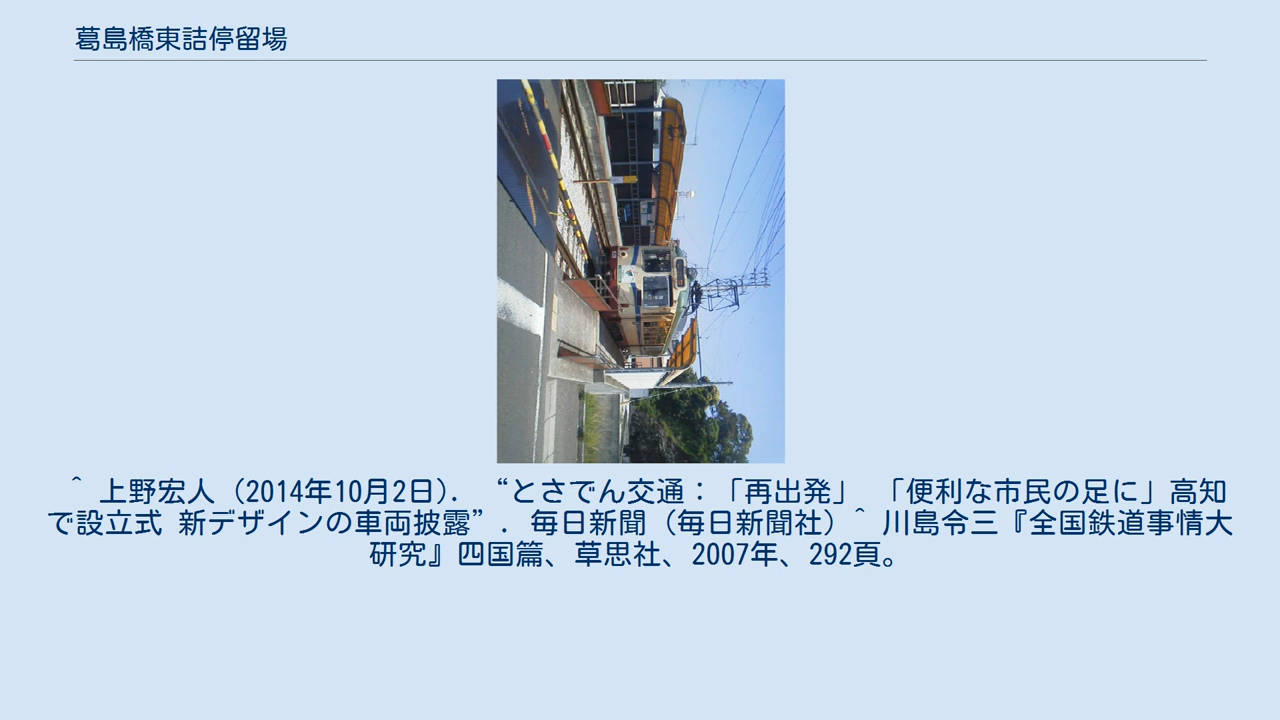 葛島橋東詰停留場
^ 上野宏人 (2014年10月2日). “とさでん交通：「再出発」 「便利な市民の足に」高知
で設立式 新デザインの車両披露”. 毎日新聞 (毎日新聞社) ^ 川島令三『全国鉄道事情大
研究』四国篇、草思社、2007年、292頁。